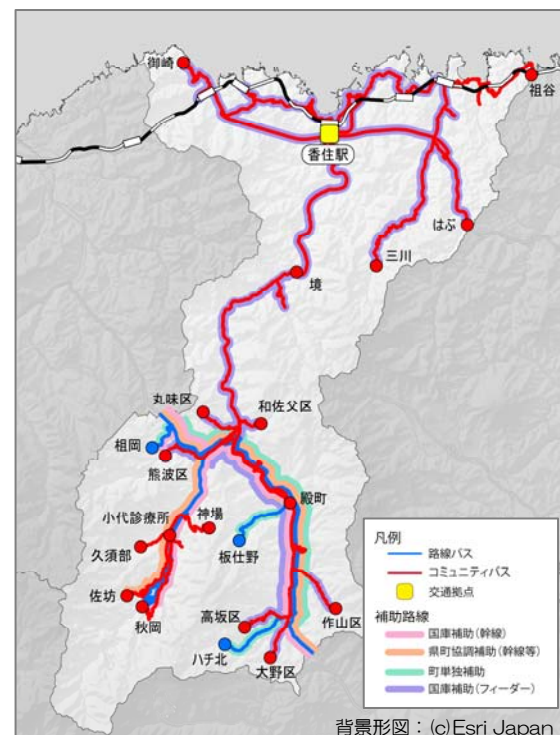 御崎
祖谷
香住駅
はぶ
三川
境
丸味区
和佐父区
祖岡
熊波区
殿町
小代診療所
神場
久須部
板仕野
佐坊
秋岡
高坂区
作山区
ハチ北
大野区
凡例
路線バス
コミュニティバス
交通拠点
補助路線
国庫補助(幹線)
県町協調補助(幹線等)
町単独補助
国庫補助(フィーダー)
背景形図：(c)Esri Japan